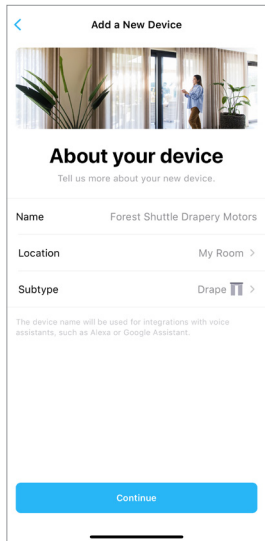 Add a New Device
About your device
Tell us more about your new device.
Name Forest Shuttle Drapery Motors
Location My Room
Subtype Drape
The device name will be used for integrations with voice
assistants, such as Alexa or Google Assistant.
Continue